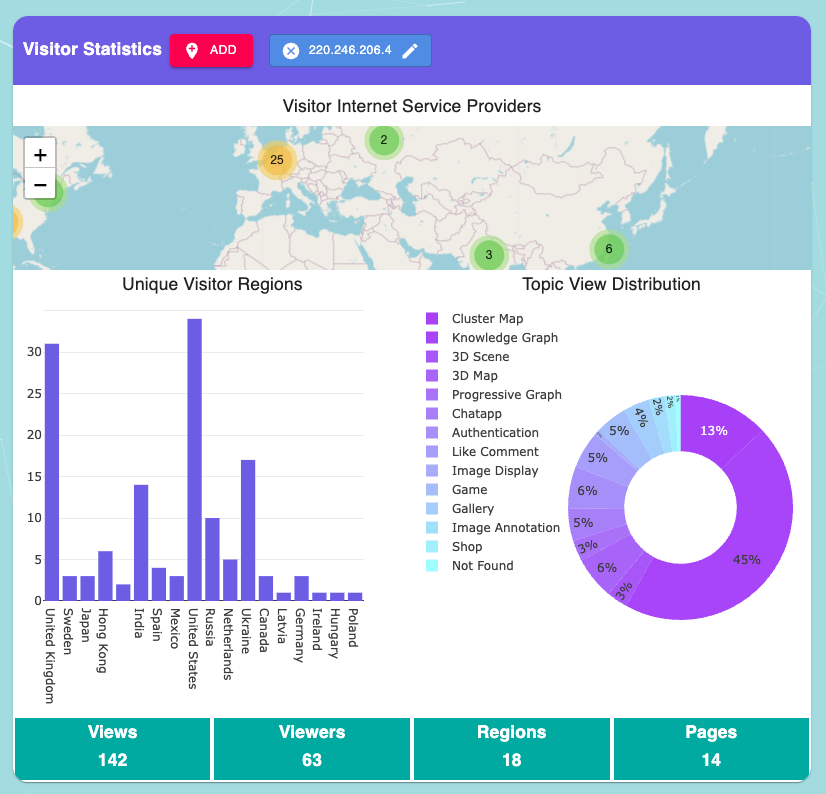 Visitor Statistics
ADD
220.246.206.4
Visitor Internet Service Providers
+
−
25
2
3
6
Unique Visitor Regions
30
25
20
15
10
5
0
United Kingdom
Sweden
Japan
Hong Kong
India
Spain
Mexico
United States
Russia
Netherlands
Ukraine
Canada
Latvia
Germany
Ireland
Hungary
Poland
Topic View Distribution
Cluster Map
Knowledge Graph
3D Scene
3D Map
Progressive Graph
Chatapp
Authentication
Like Comment
Image Display
Game
Gallery
Image Annotation
Shop
Not Found
13%
45%
3%
6%
3%
5%
6%
5%
5%
4%
2%
2%
Views
142
Viewers
63
Regions
18
Pages
14